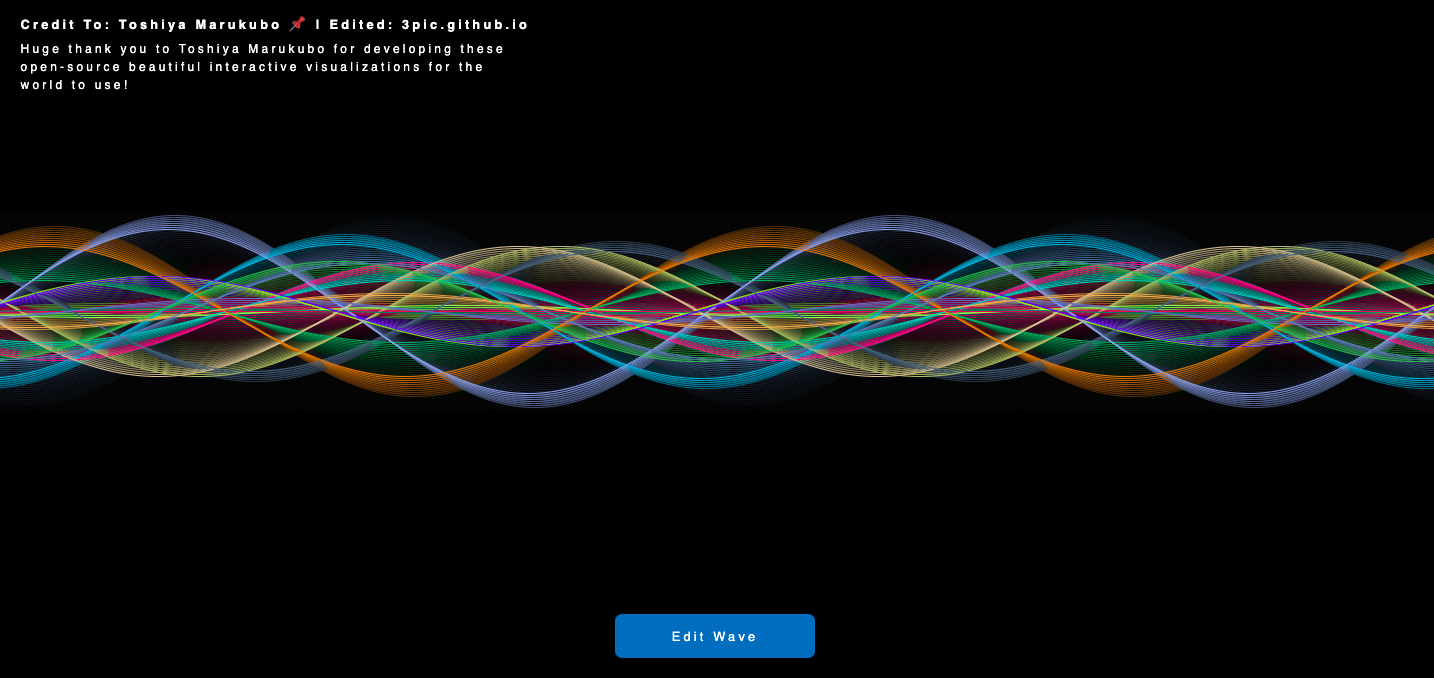 Credit To: Toshiya Marukubo 📌 I Edited: 3pic.github.io
Huge thank you to Toshiya Marukubo for developing these
open-source beautiful interactive visualizations for the
world to use!
Edit Wave